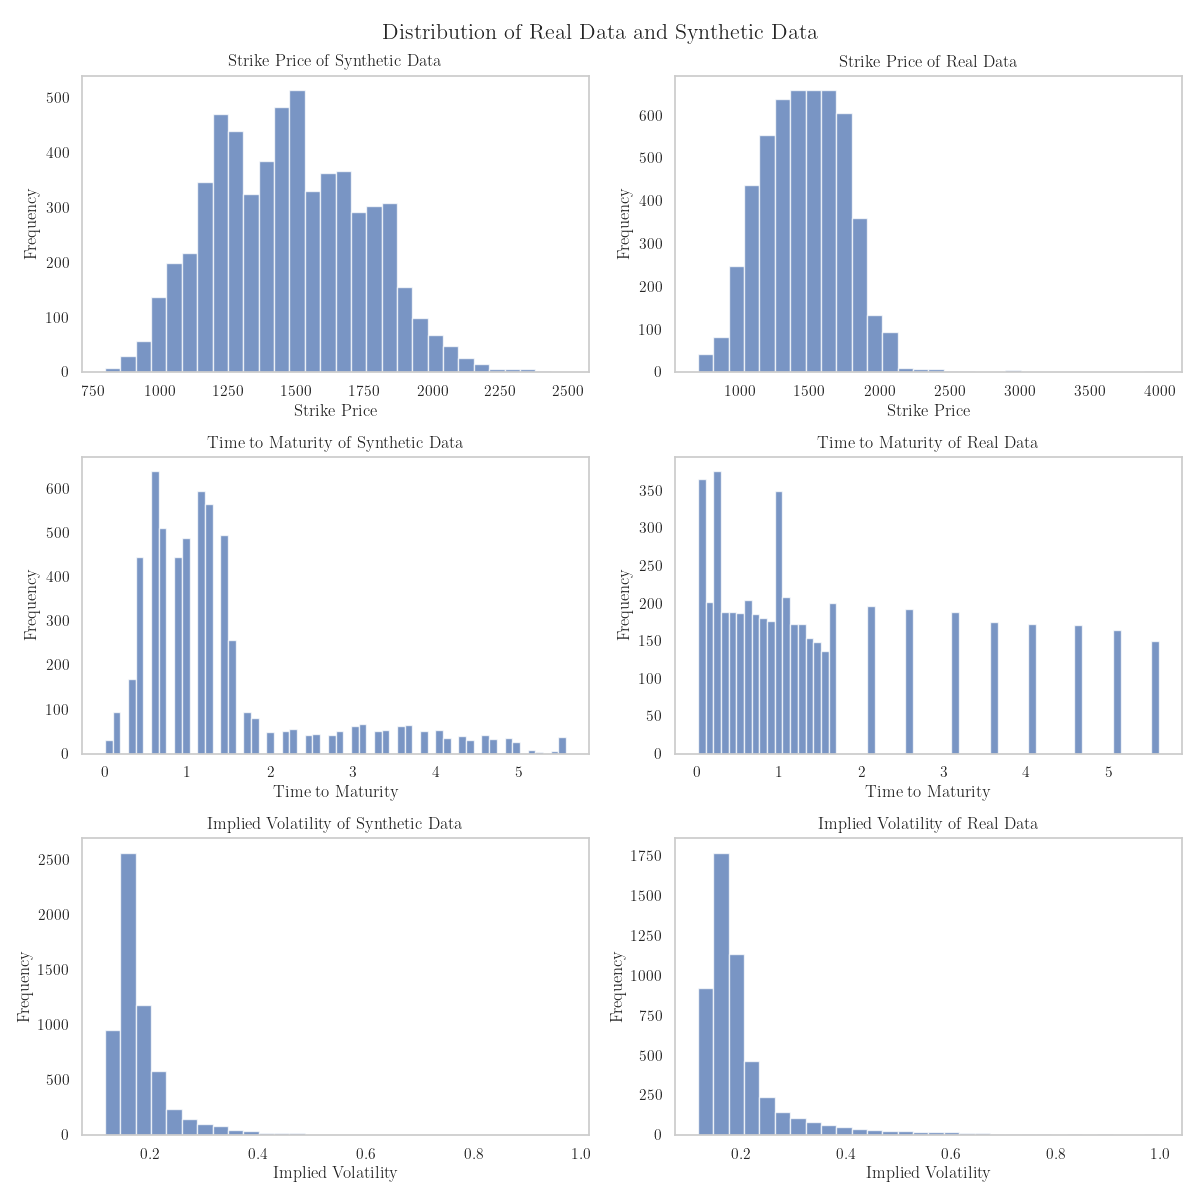 Distribution of Real Data and Synthetic Data
Strike Price of Synthetic Data
Frequency
500
400
300
200
100
0
750 1000 1250 1500 1750 2000 2250 2500
Strike Price
Strike Price of Real Data
Frequency
600
500
400
300
200
100
0
1000 1500 2000 2500 3000 3500 4000
Strike Price
Time to Maturity of Synthetic Data
Frequency
600
500
400
300
200
100
0
0 1 2 3 4 5
Time to Maturity
Time to Maturity of Real Data
Frequency
350
300
250
200
150
100
50
0
0 1 2 3 4 5
Time to Maturity
Implied Volatility of Synthetic Data
Frequency
2500
2000
1500
1000
500
0
0.2 0.4 0.6 0.8 1.0
Implied Volatility
Implied Volatility of Real Data
Frequency
1750
1500
1250
1000
750
500
250
0
0.2 0.4 0.6 0.8 1.0
Implied Volatility